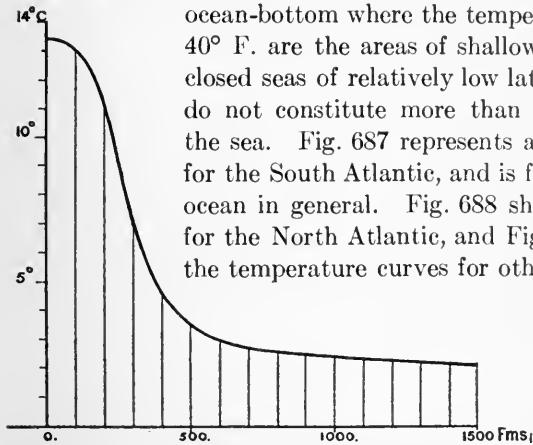 14°C
10°
5°
ocean-bottom where the tempe
40° F. are the areas of shallow
closed seas of relatively low lat
do not constitute more than
the sea. Fig. 687 represents a
for the South Atlantic, and is f
ocean in general. Fig. 688 sh
for the North Atlantic, and Fig
the temperature curves for oth
0. 500. 1000. 1500 Fms.